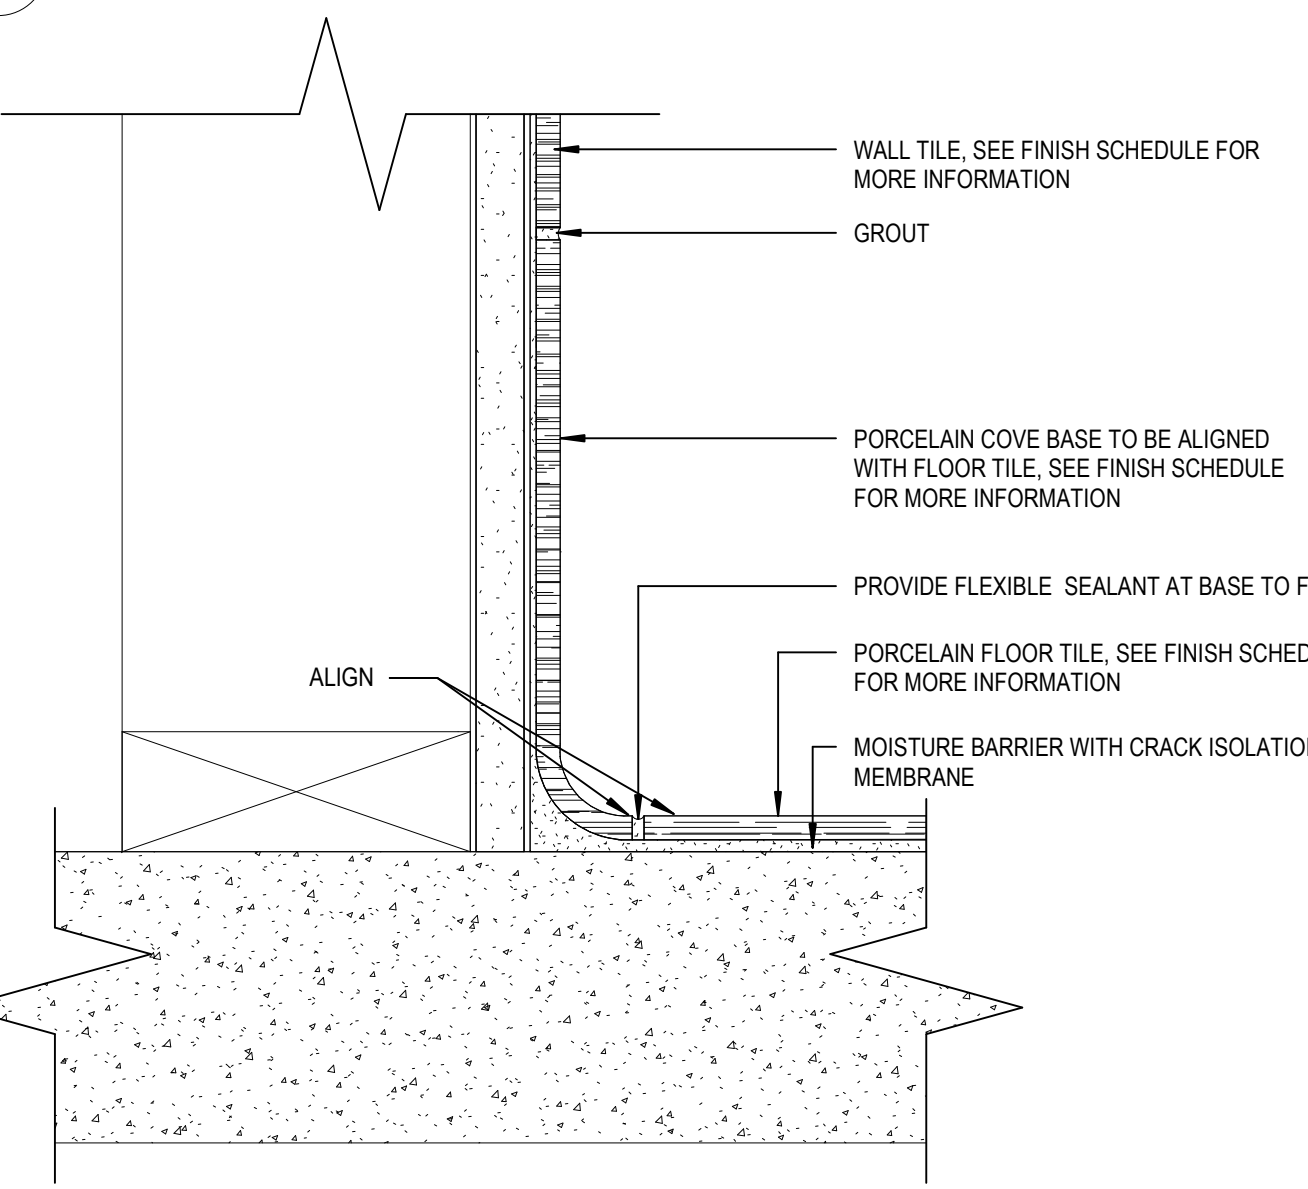 WALL TILE, SEE FINISH SCHEDULE FOR
MORE INFORMATION
GROUT
PORCELAIN COVE BASE TO BE ALIGNED
WITH FLOOR TILE, SEE FINISH SCHEDULE
FOR MORE INFORMATION
PROVIDE FLEXIBLE SEALANT AT BASE TO
PORCELAIN FLOOR TILE, SEE FINISH
FOR MORE INFORMATION
ALIGN
MOISTURE BARRIER WITH CRACK
MEMBRANE